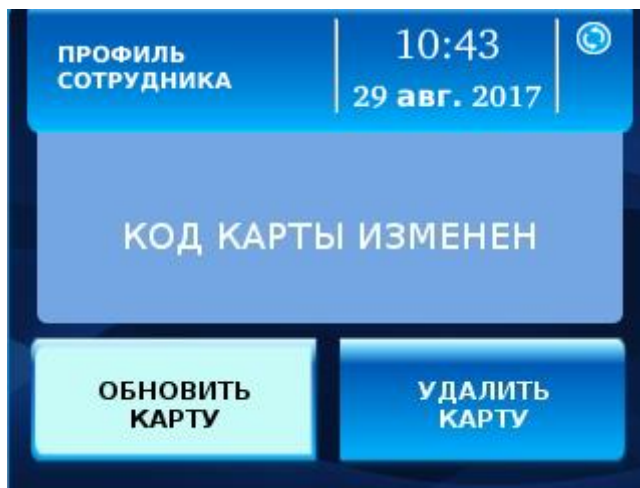 ПРОФИЛЬ
СОТРУДНИКА
10:43
29 авг. 2017
КОД КАРТЫ ИЗМЕНЕН
ОБНОВИТЬ
КАРТУ
УДАЛИТЬ
КАРТУ